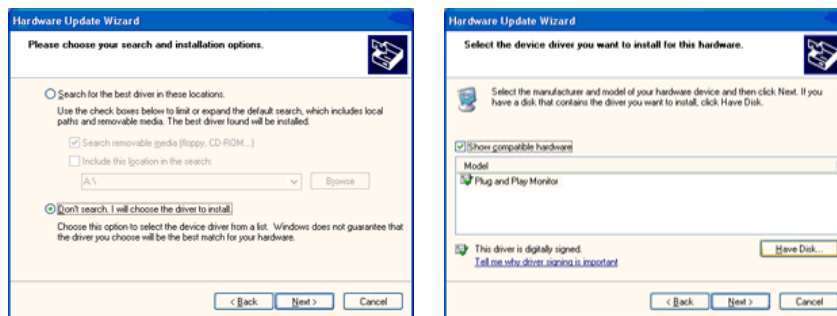 Hardware Update Wizard
Please choose your search and installation options.
Search for the best driver in these locations.
Use the check boxes below to limit or expand the default search, which includes local
paths and removable media. The best driver found will be installed.
Search removable media (floppy, CD-ROM...)
Include this location in the search:
A:\
Browse
Don't search. I will choose the driver to install.
Choose this option to select the device driver from a list. Windows does not guarantee that
the driver you choose will be the best match for your hardware.
< Back Next > Cancel
Hardware Update Wizard
Select the device driver you want to install for this hardware.
Select the manufacturer and model of your hardware device and then click Next. If you
have a disk that contains the driver you want to install, click Have Disk.
Show compatible hardware
Model
Plug and Play Monitor
This driver is digitally signed.
Tell me why driver signing is important
Have Disk...
< Back Next > Cancel